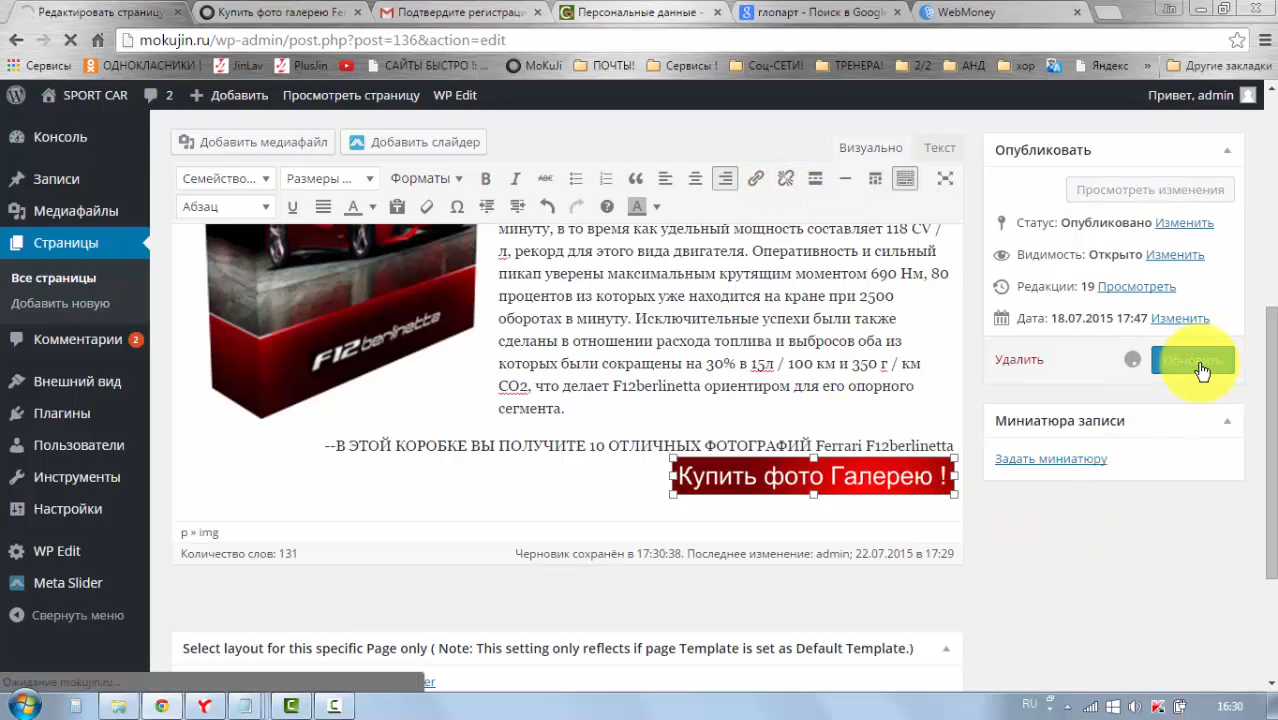 Редактировать страницу
Купить фото галерею Fer
Подтвердите регистраци
Персональные данные -
глопарт - Поиск в Google
WebMoney
mokujin.ru/wp-admin/post.php?post=136&action=edit
Сервисы
ОДНОКЛАСНИКИ !
JinLav
PlusJin
САЙТЫ БЫСТРО !: ...
MoKuJi
ПОЧТЫ!
Сервисы !
Соц-СЕТИ!
ТРЕНЕРА!
2/2
АНД
хор
Яндекс
»
Другие закладки
SPORT CAR
2
Добавить
Просмотреть страницу
WP Edit
Привет, admin
Консоль
Записи
Медиафайлы
Страницы
Все страницы
Добавить новую
Комментарии 2
Внешний вид
Плагины
Пользователи
Инструменты
Настройки
WP Edit
Meta Slider
Свернуть меню
Добавить медиафайл
Добавить слайдер
Визуально
Текст
Семейство...
Размеры ...
Форматы
B
I
ABC
Абзац
U
A
A
минуту, в то время как удельный мощность составляет 118 CV /
л, рекорд для этого вида двигателя. Оперативность и сильный
пикап уверены максимальным крутящим моментом 690 Нм, 80
процентов из которых уже находится на кране при 2500
оборотах в минуту. Исключительные успехи были также
сделаны в отношении расхода топлива и выбросов оба из
которых были сокращены на 30% в 15л / 100 км и 350 г / км
CO2, что делает F12berlinetta ориентиром для его опорного
сегмента.
F12berlinetta
--В ЭТОЙ КОРОБКЕ ВЫ ПОЛУЧИТЕ 10 ОТЛИЧНЫХ ФОТОГРАФИЙ Ferrari F12berlinetta
Купить фото Галерею !
p » img
Количество слов: 131
Черновик сохранён в 17:30:38. Последнее изменение: admin; 22.07.2015 в 17:29
Опубликовать
Просмотреть изменения
Статус: Опубликовано Изменить
Видимость: Открыто Изменить
Редакции: 19 Просмотреть
Дата: 18.07.2015 17:47 Изменить
Удалить
Обновить
Миниатюра записи
Задать миниатюру
Select layout for this specific Page only ( Note: This setting only reflects if page Template is set as Default Template.)
Ожидание mokujin.ru...
er
RU
16:30